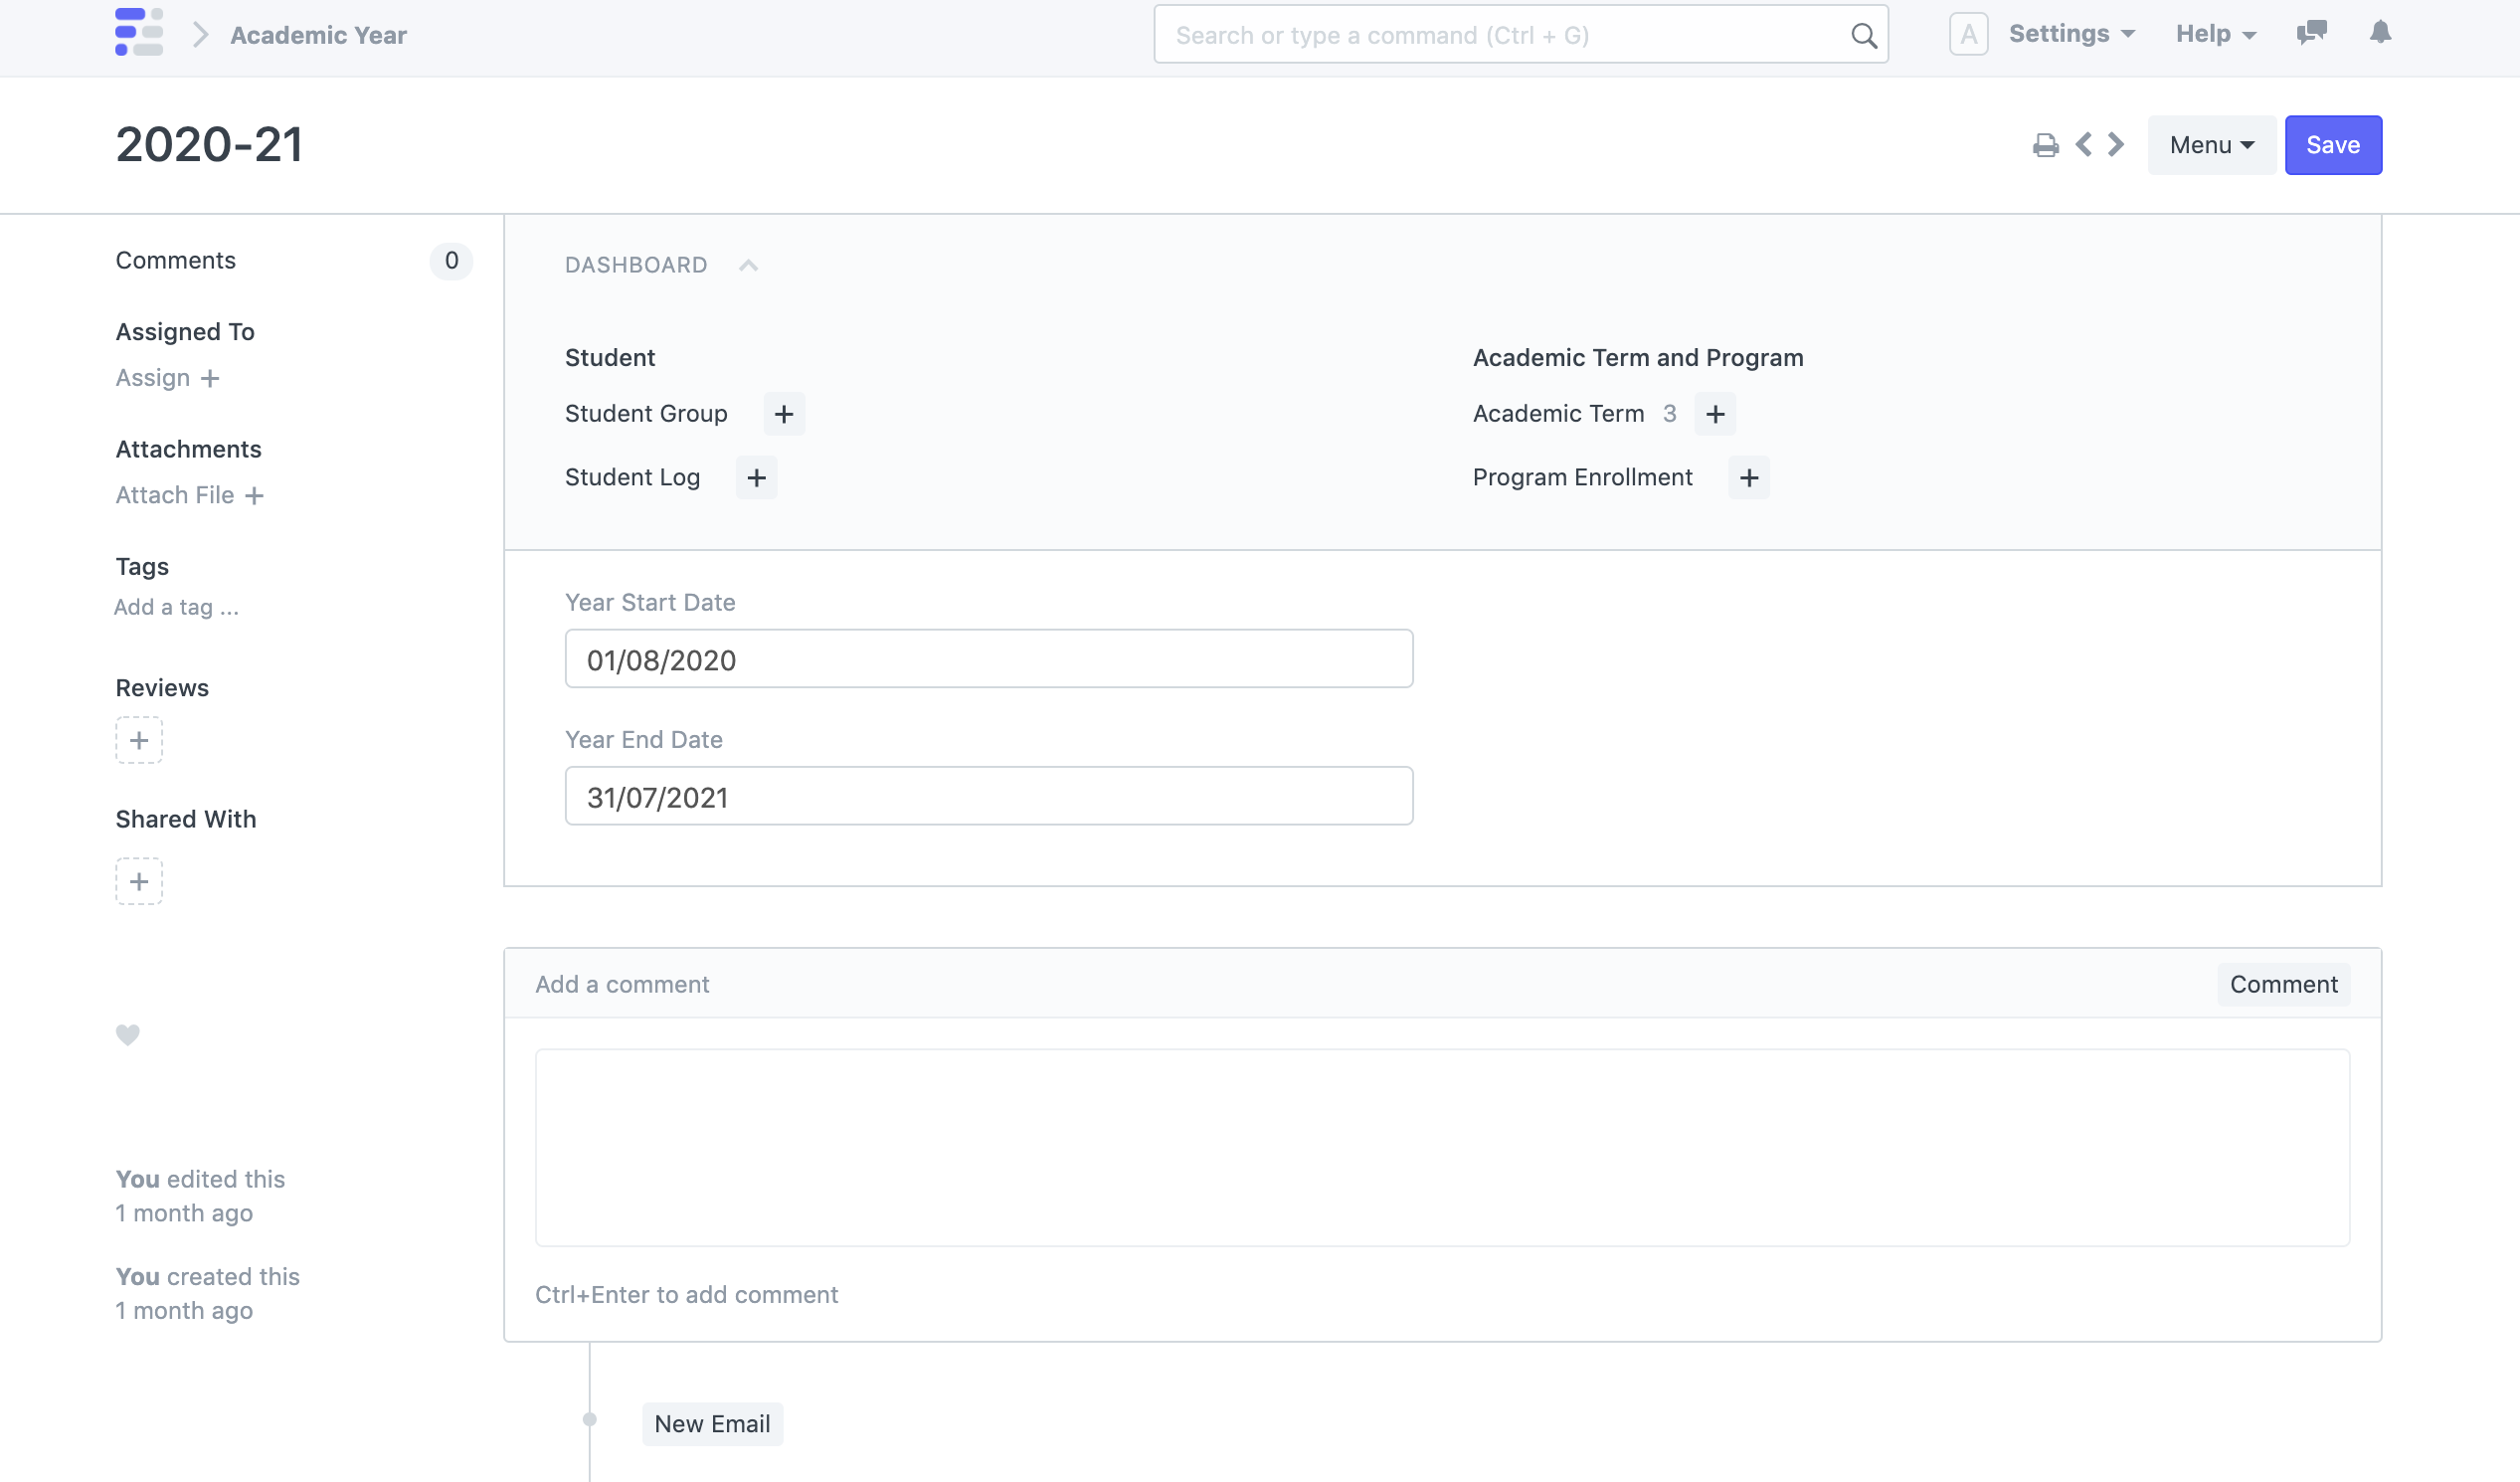 Academic Year
Search or type a command (Ctrl + G)
A
Settings
Help
2020-21
Menu
Save
Comments
0
Assigned To
Assign +
Attachments
Attach File +
Tags
Add a tag ...
Reviews
+
Shared With
+
You edited this
1 month ago
You created this
1 month ago
DASHBOARD
Student
Student Group +
Student Log +
Academic Term and Program
Academic Term 3 +
Program Enrollment +
Year Start Date
01/08/2020
Year End Date
31/07/2021
Add a comment
Comment
Ctrl+Enter to add comment
New Email